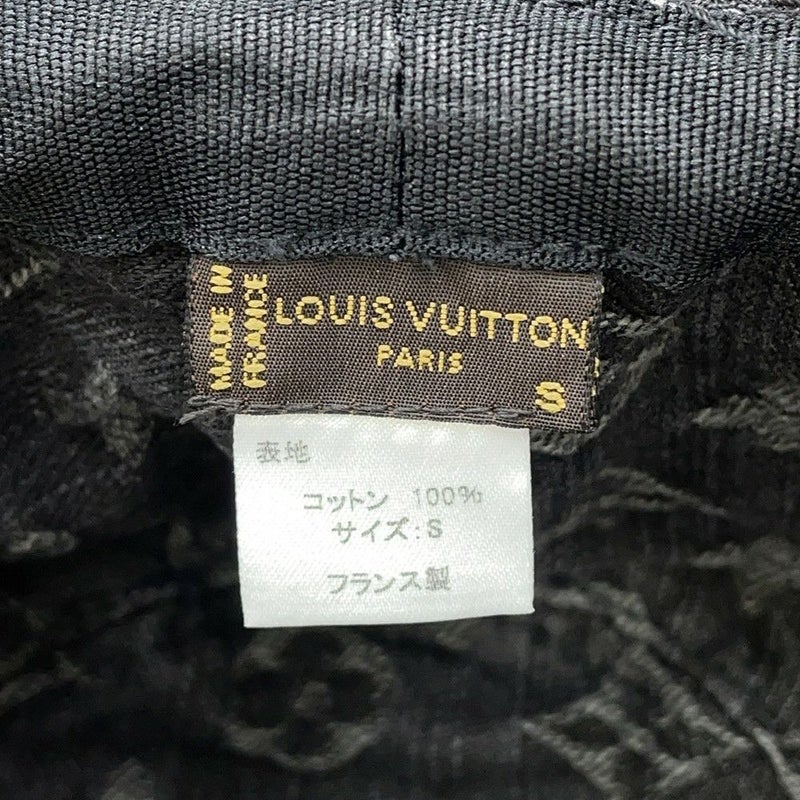 MADE IN
FRANCE
LOUIS VUITTON
PARIS
S
表地
コットン 100%
サイズ:S
フランス製